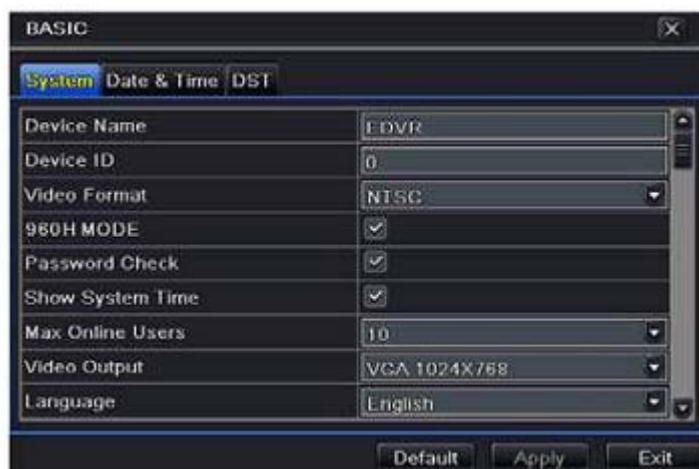 BASIC
System Date & Time DST
Device Name EDVR
Device ID 0
Video Format NTSC
960H MODE
Password Check
Show System Time
Max Online Users 10
Video Output VGA 1024X768
Language English
Default Apply Exit